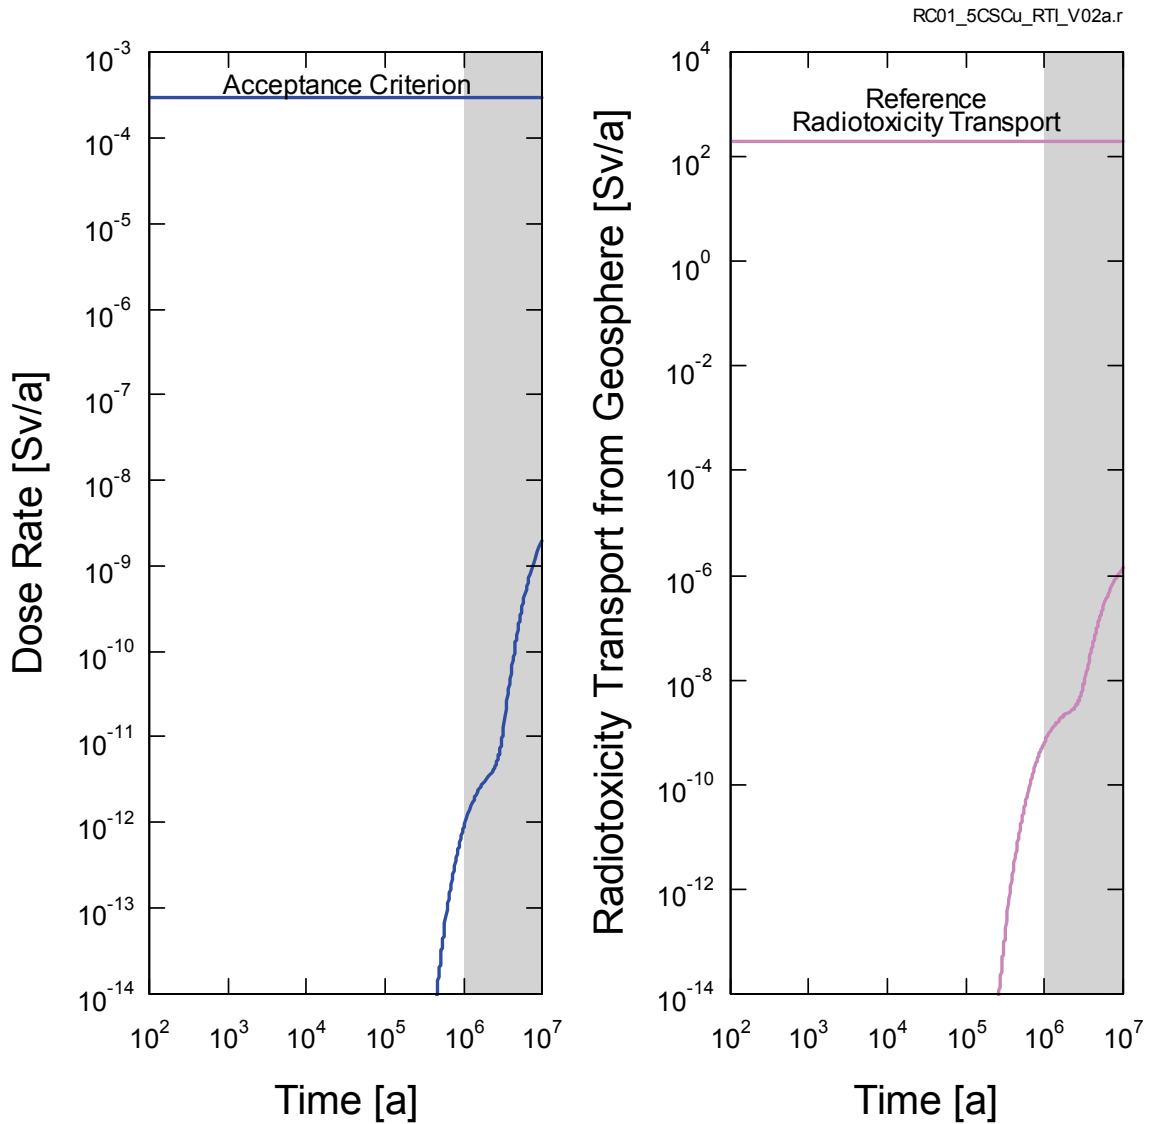 RC01_5CSCu_RTI_V02a.r
Dose Rate [Sv/a]
10-3
10-4
10-5
10-6
10-7
10-8
10-9
10-10
10-11
10-12
10-13
10-14
Acceptance Criterion
102 103 104 105 106 107
Time [a]
Radiotoxicity Transport from Geosphere [Sv/a]
104
102
100
10-2
10-4
10-6
10-8
10-10
10-12
10-14
Reference
Radiotoxicity Transport
102 103 104 105 106 107
Time [a]